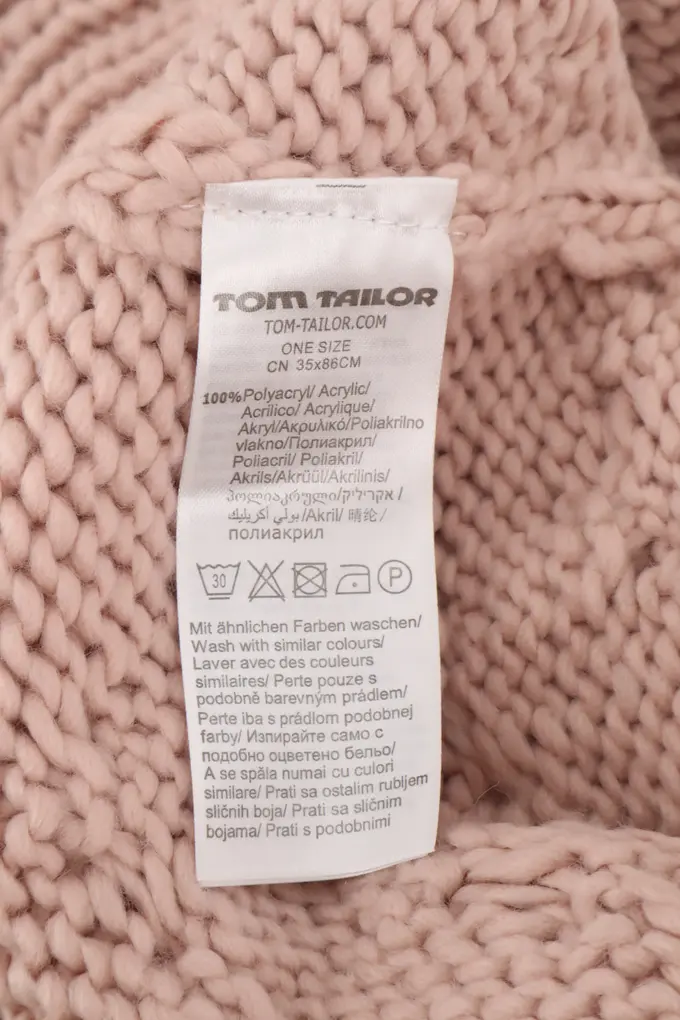 TOM TAILOR
TOM-TAILOR.COM
ONE SIZE
CN 35x86CM
100% Polyacryl/ Acrylic/
Acrílico/ Acrylique/
Akryl/Ακρυλικό/Poliakrilno
vlakno/Полиакрил/
Poliacril/ Poliakril/
Akrils/Akrüül/Akrilinis/
პოლიაკრული/אקריליק/
بولي أكريليك/Akril/ 晴纶/
полиакрил
30
P
Mit ähnlichen Farben waschen/
Wash with similar colours/
Laver avec des couleurs
similaires/ Perte pouze s
podobně barevným prádlem/
Perte iba s prádlom podobnej
farby/ Изпирайте само с
подобно оцветено бельо/
A se spăla numai cu culori
similare/ Prati sa ostalim rubljem
sličnih boja/ Prati sa sličnim
bojama/ Prati s podobnimi